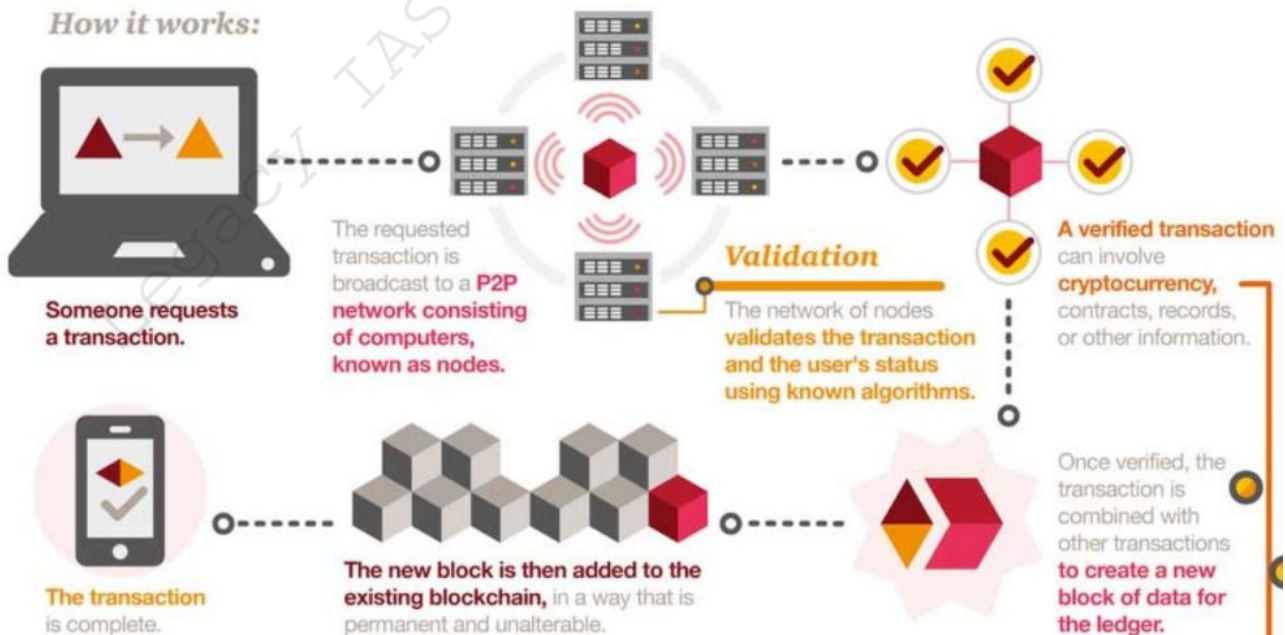 How it works:
Legacy IAS
Someone requests
a transaction.
The requested
transaction is
broadcast to a P2P
network consisting
of computers,
known as nodes.
Validation
The network of nodes
validates the transaction
and the user's status
using known algorithms.
A verified transaction
can involve
cryptocurrency,
contracts, records,
or other information.
Once verified, the
transaction is
combined with
other transactions
to create a new
block of data for
the ledger.
The new block is then added to the
existing blockchain, in a way that is
permanent and unalterable.
The transaction
is complete.